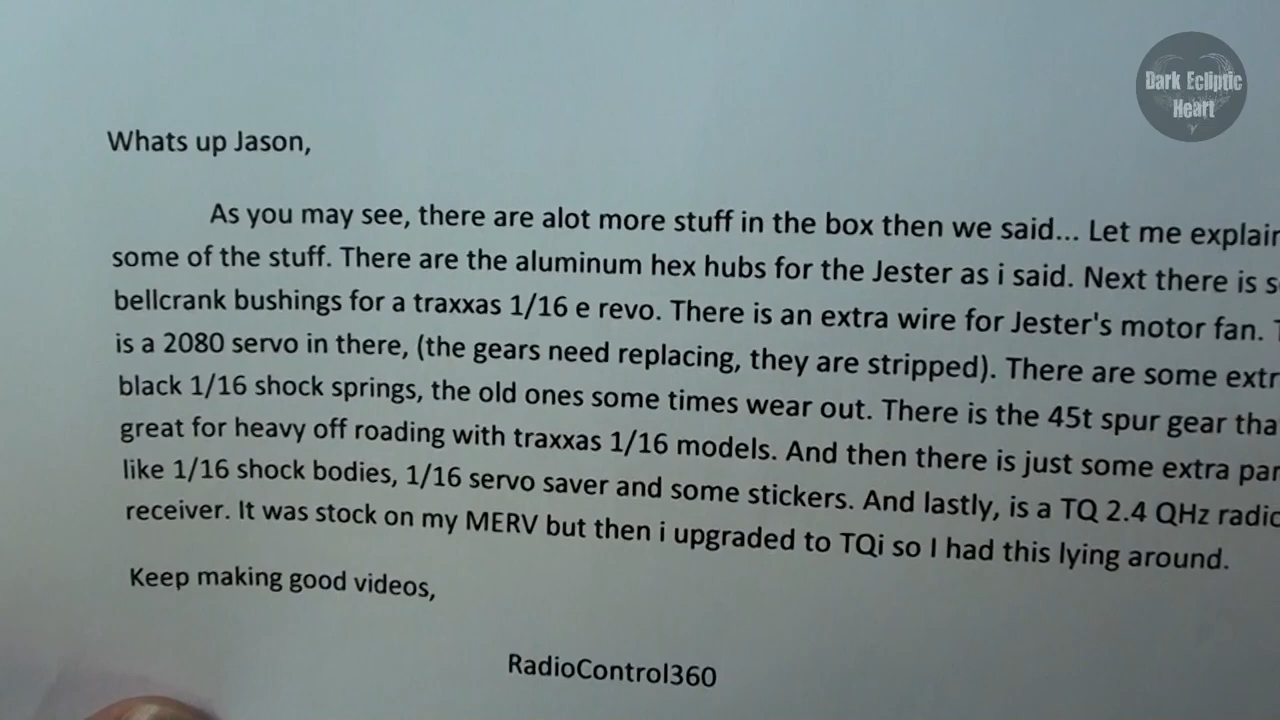 Dark Ecliptic
Heart
Whats up Jason,
As you may see, there are alot more stuff in the box then we said... Let me explain
some of the stuff. There are the aluminum hex hubs for the Jester as i said. Next there is
bellcrank bushings for a traxxas 1/16 e revo. There is an extra wire for Jester's motor fan.
is a 2080 servo in there, (the gears need replacing, they are stripped). There are some
black 1/16 shock springs, the old ones some times wear out. There is the 45t spur gear
great for heavy off roading with traxxas 1/16 models. And then there is just some extra
like 1/16 shock bodies, 1/16 servo saver and some stickers. And lastly, is a TQ 2.4 QHz
receiver. It was stock on my MERV but then i upgraded to TQi so I had this lying around.
Keep making good videos,
RadioControl360